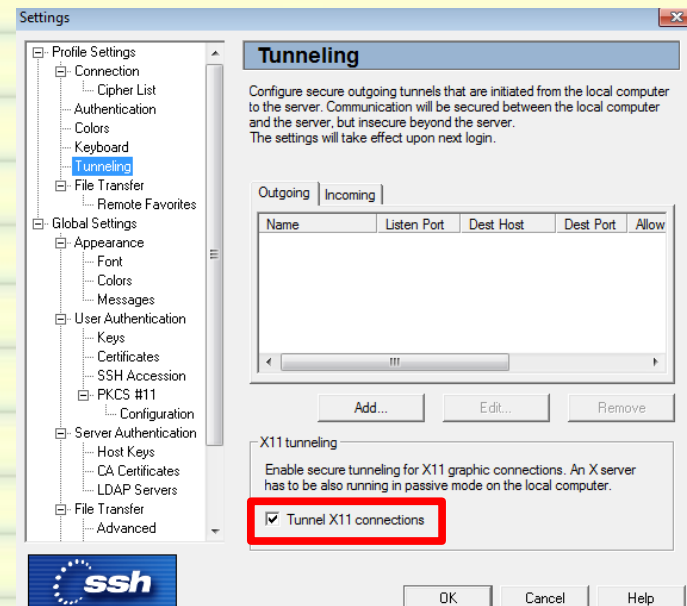 Settings
Profile Settings
Connection
Cipher List
Authentication
Colors
Keyboard
Tunneling
File Transfer
Remote Favorites
Global Settings
Appearance
Font
Colors
Messages
User Authentication
Keys
Certificates
SSH Accession
PKCS #11
Configuration
Server Authentication
Host Keys
CA Certificates
LDAP Servers
File Transfer
Advanced
ssh
Tunneling
Configure secure outgoing tunnels that are initiated from the local computer
to the server. Communication will be secured between the local computer
and the server, but insecure beyond the server.
The settings will take effect upon next login.
Outgoing Incoming
Name Listen Port Dest Host Dest Port Allow
Add... Edit... Remove
X11 tunneling
Enable secure tunneling for X11 graphic connections. An X server
has to be also running in passive mode on the local computer.
Tunnel X11 connections
OK Cancel Help